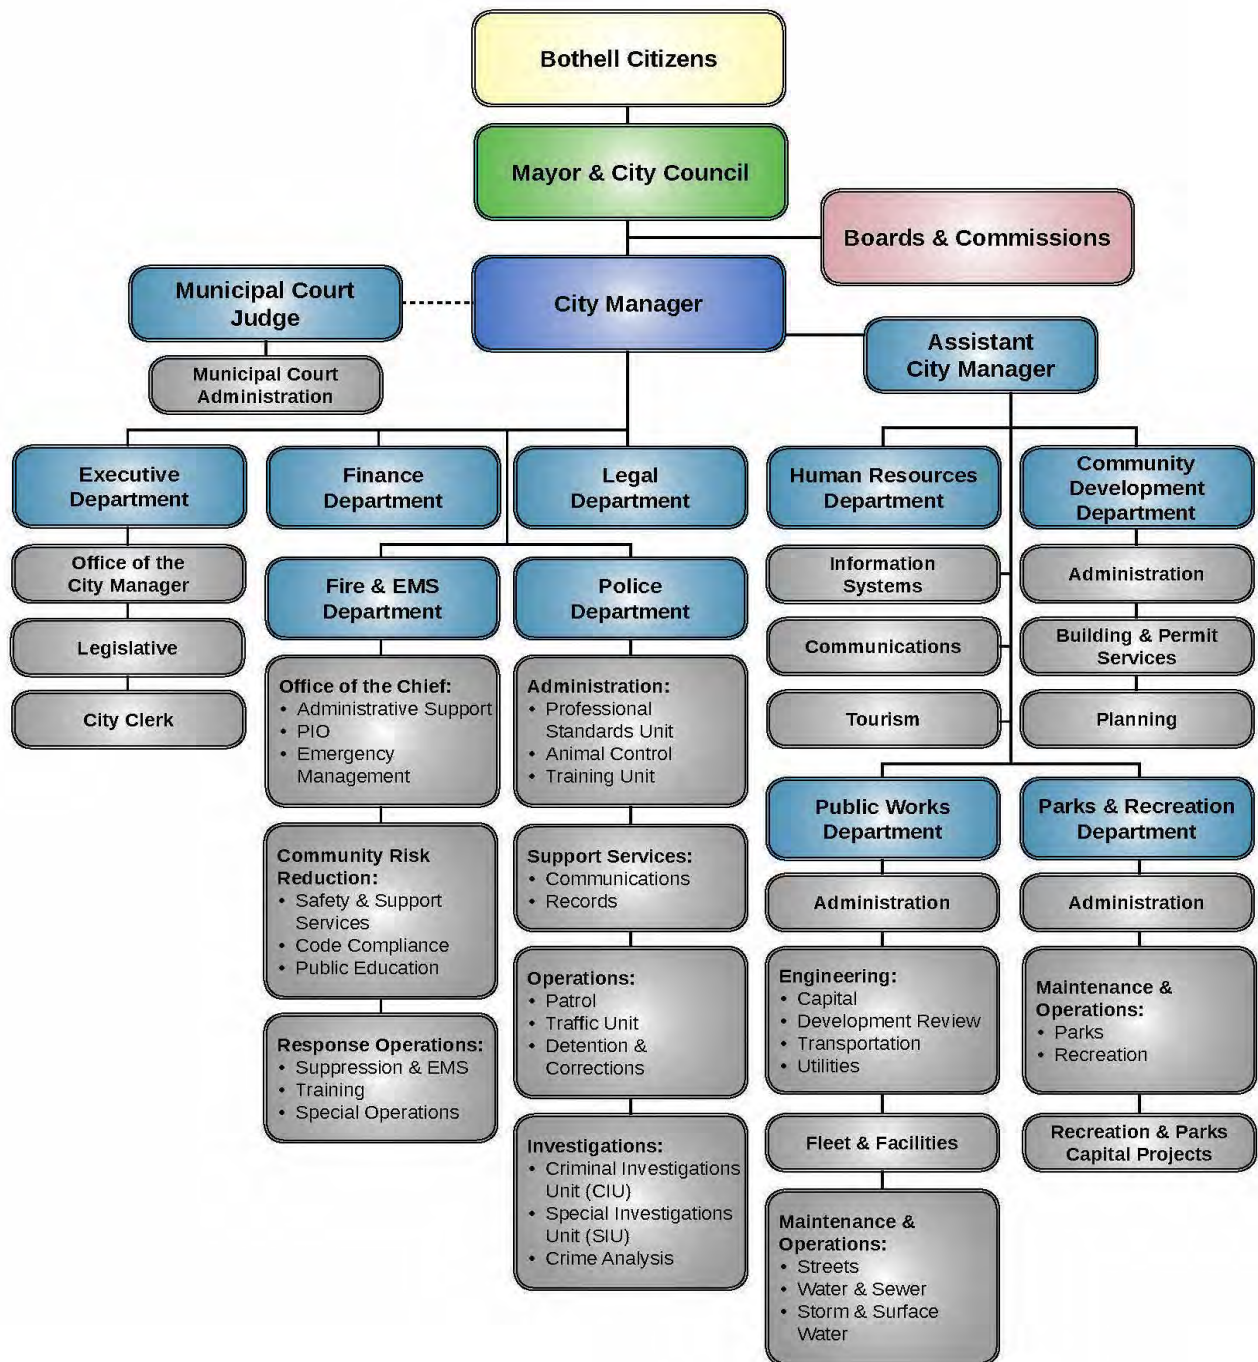 Bothell Citizens
Mayor & City Council
Boards & Commissions
Municipal Court
Judge
City Manager
Assistant
City Manager
Municipal Court
Administration
Executive
Department
Finance
Department
Legal
Department
Human Resources
Department
Community
Development
Department
Office of the
City Manager
Legislative
City Clerk
Fire & EMS
Department
Office of the Chief:
• Administrative Support
• PIO
• Emergency
Management
Community Risk
Reduction:
• Safety & Support
Services
• Code Compliance
• Public Education
Response Operations:
• Suppression & EMS
• Training
• Special Operations
Police
Department
Administration:
• Professional
Standards Unit
• Animal Control
• Training Unit
Support Services:
• Communications
• Records
Operations:
• Patrol
• Traffic Unit
• Detention &
Corrections
Investigations:
• Criminal Investigations
Unit (CIU)
• Special Investigations
Unit (SIU)
• Crime Analysis
Information
Systems
Communications
Tourism
Administration
Building & Permit
Services
Planning
Public Works
Department
Administration
Engineering:
• Capital
• Development Review
• Transportation
• Utilities
Fleet & Facilities
Maintenance &
Operations:
• Streets
• Water & Sewer
• Storm & Surface
Water
Parks & Recreation
Department
Administration
Maintenance &
Operations:
• Parks
• Recreation
Recreation & Parks
Capital Projects